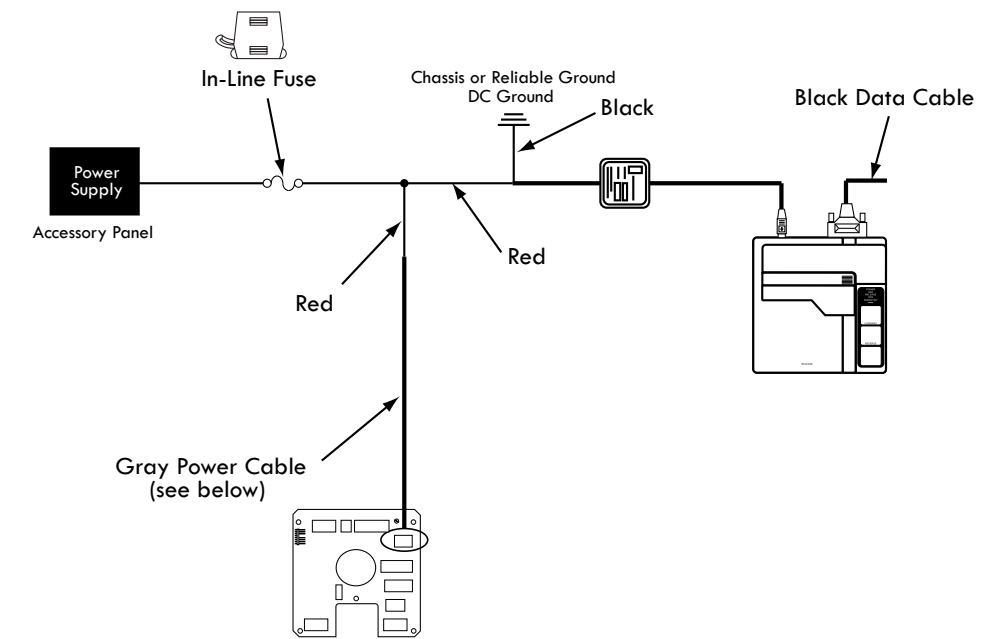 In-Line Fuse
Chassis or Reliable Ground
DC Ground
Black
Black Data Cable
Power
Supply
Accessory Panel
Red
Red
Gray Power Cable
(see below)